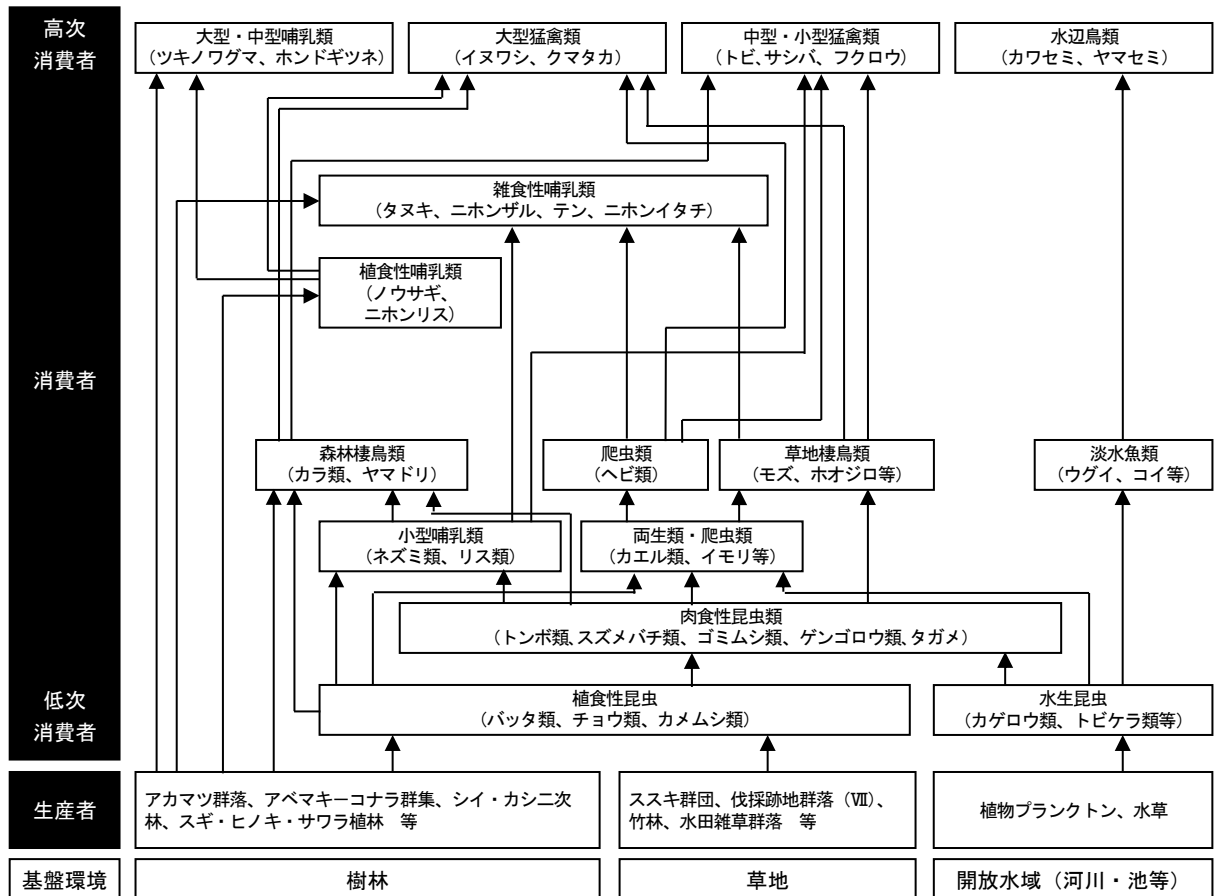 高次
消費者
大型・中型哺乳類
(ツキノワグマ、ホンドギツネ)
大型猛禽類
(イヌワシ、クマタカ)
中型・小型猛禽類
(トビ、サシバ、フクロウ)
水辺鳥類
(カワセミ、ヤマセミ)
雑食性哺乳類
(タヌキ、ニホンザル、テン、ニホンイタチ)
植食性哺乳類
(ノウサギ、
ニホンリス)
消費者
森林棲鳥類
(カラ類、ヤマドリ)
爬虫類
(ヘビ類)
草地棲鳥類
(モズ、ホオジロ等)
淡水魚類
(ウグイ、コイ等)
小型哺乳類
(ネズミ類、リス類)
両生類・爬虫類
(カエル類、イモリ等)
肉食性昆虫類
(トンボ類、スズメバチ類、ゴミムシ類、ゲンゴロウ類、タガメ)
低次
消費者
植食性昆虫
(バッタ類、チョウ類、カメムシ類)
水生昆虫
(カゲロウ類、トビケラ類等)
生産者
アカマツ群落、アベマキーコナラ群集、シイ・カシ二次
林、スギ・ヒノキ・サワラ植林 等
ススキ群団、伐採跡地群落(Ⅶ)、
竹林、水田雑草群落 等
植物プランクトン、水草
基盤環境
樹林
草地
開放水域(河川・池等)